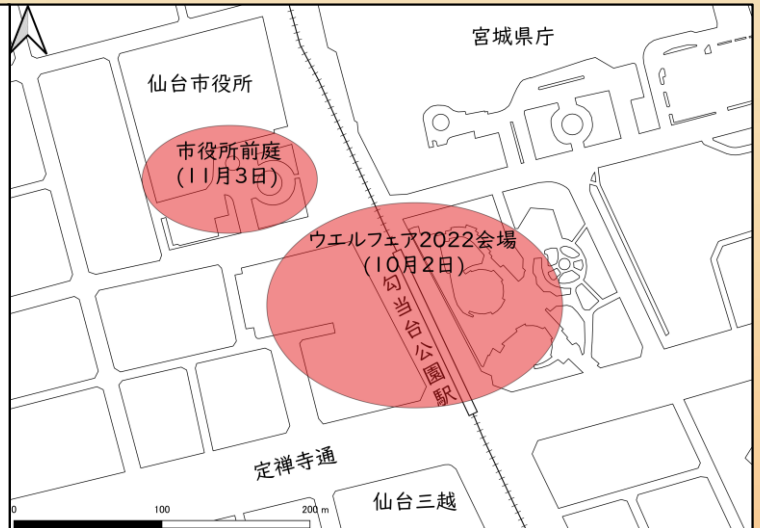 宮城県庁
仙台市役所
市役所前庭
(11月3日)
ウエルフェア2022会場
(10月2日)
勾当台公園駅
定禅寺通
仙台三越
0 100 200 m